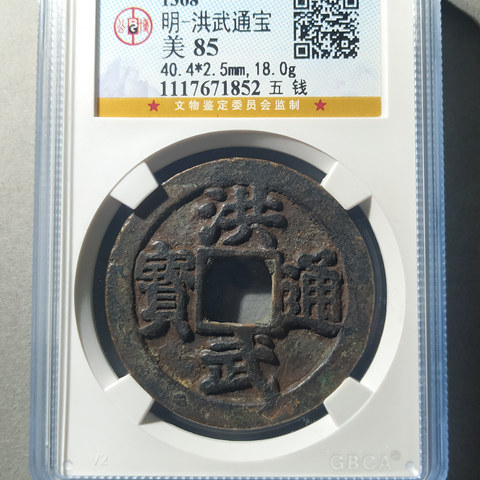 1368
明-洪武通宝
美 85
40.4*2.5mm,18.0g
1117671852 五 钱
★ 文物鉴定委员会监制 ★
洪武通寳
GBCA